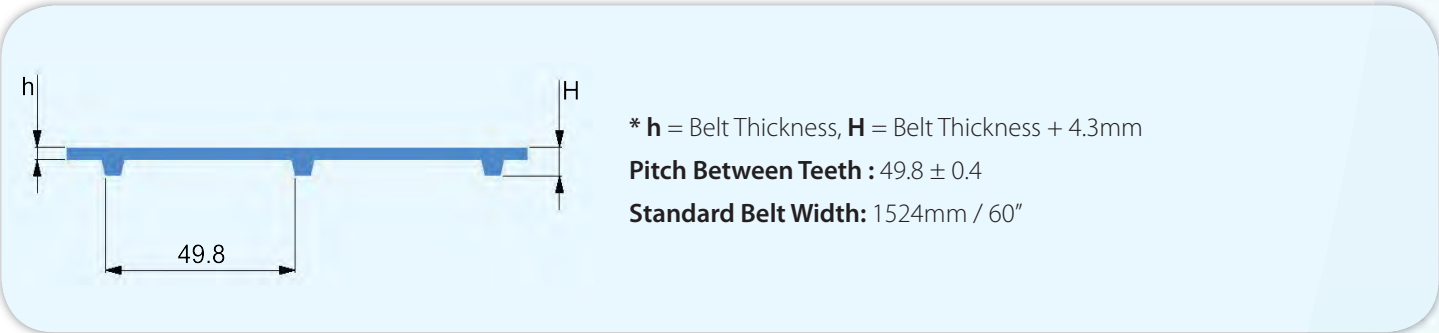 h
H
49.8
* h = Belt Thickness, H = Belt Thickness + 4.3mm
Pitch Between Teeth : 49.8 ± 0.4
Standard Belt Width: 1524mm / 60”